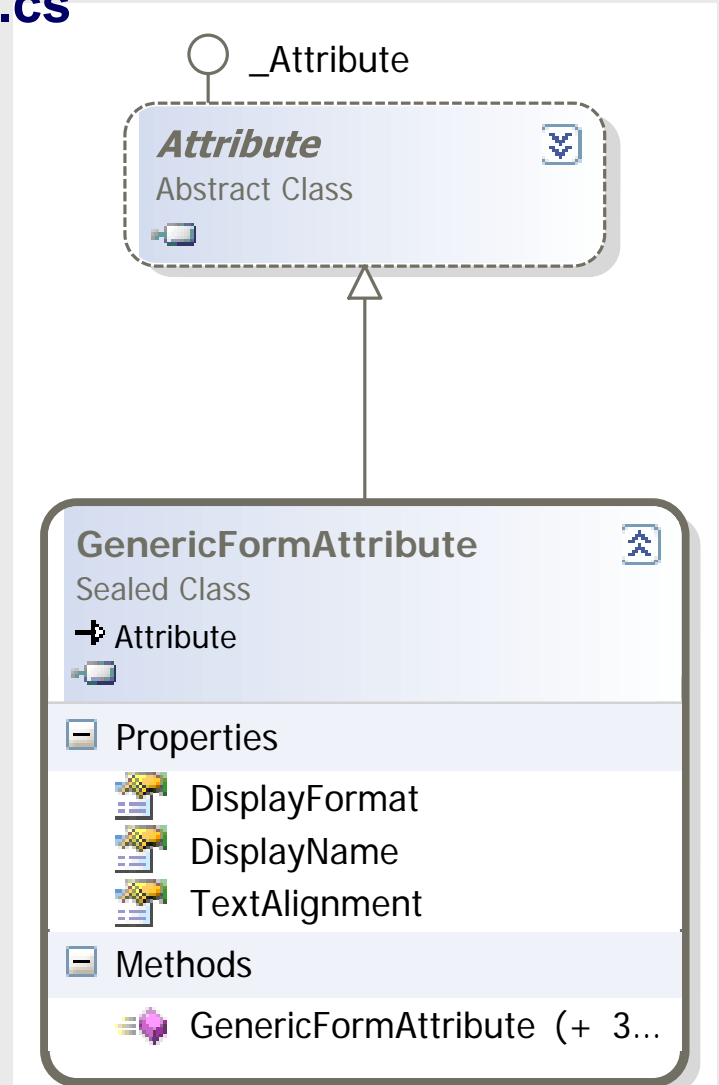 .cs
_Attribute
Attribute
Abstract Class
GenericFormAttribute
Sealed Class
Attribute
Properties
DisplayFormat
DisplayName
TextAlignment
Methods
GenericFormAttribute (+ 3...